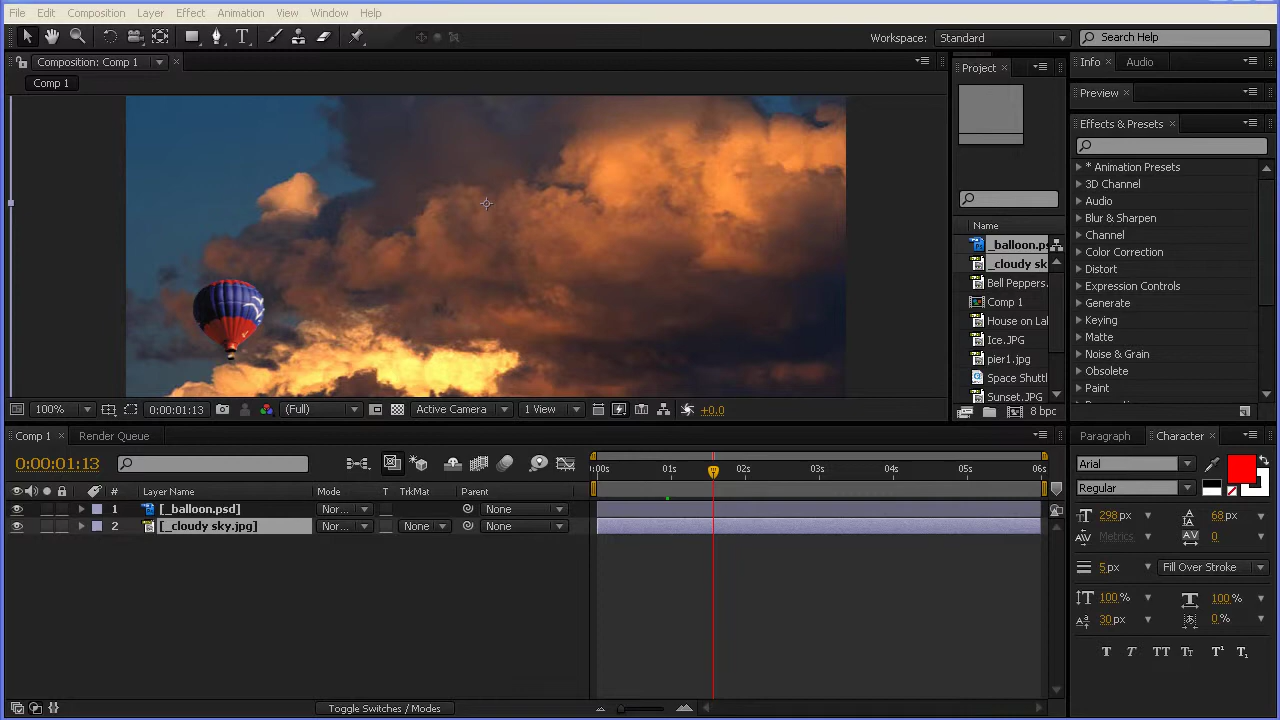 File Edit Composition Layer Effect Animation View Window Help
Workspace: Standard Search Help
Composition: Comp 1
Comp 1
Project
Info Audio
Preview
Effects & Presets
* Animation Presets
3D Channel
Audio
Blur & Sharpen
Channel
Color Correction
Distort
Expression Controls
Generate
Keying
Matte
Noise & Grain
Obsolete
Paint
Name
_balloon.ps
_cloudy sk
Bell Peppers.
Comp 1
House on Lal
Ice.JPG
pier1.jpg
Space Shuttl
Sunset.JPG
8 bpc
100% 0:00:01:13 (Full) Active Camera 1 View +0.0
Comp 1 Render Queue
0:00:01:13
:00s 01s 02s 03s 04s 05s 06s
# Layer Name Mode T TrkMat Parent
1 [_balloon.psd] Nor... None
2 [_cloudy sky.jpg] Nor... None None
Toggle Switches / Modes
Paragraph Character
Arial
Regular
298 px 68 px
Metrics 0
5 px Fill Over Stroke
100 % 100 %
30 px 0 %
T T TT Tt T¹ T₁